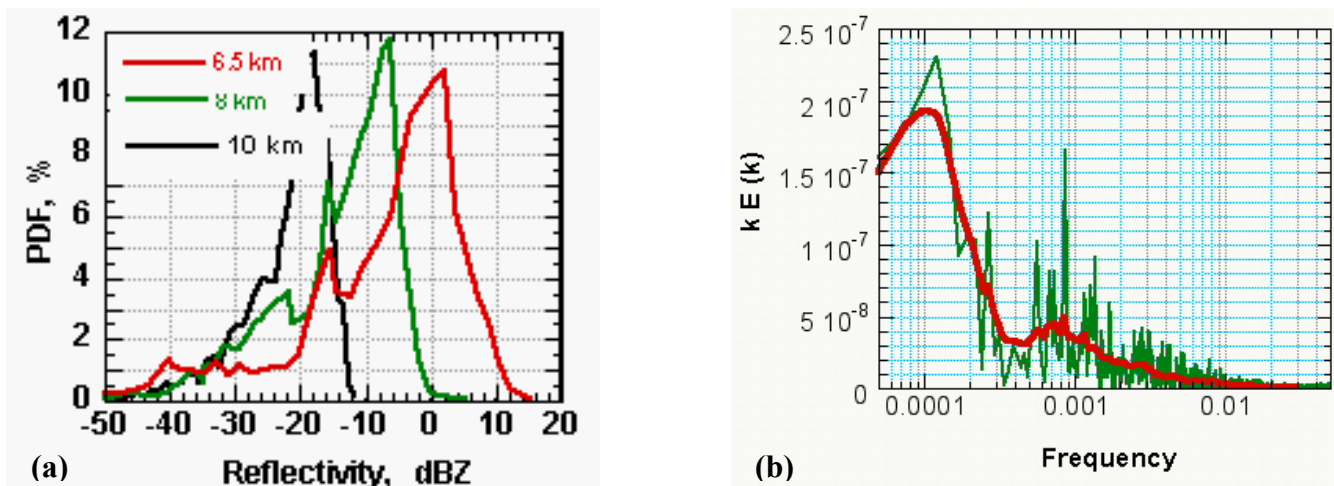 12
10
8
6
4
2
0
PDF, %
6.5 km
8 km
10 km
-50 -40 -30 -20 -10 0 10 20
(a)
Reflectivity, dBZ
(b)
2.5 10-7
2 10-7
1.5 10-7
1 10-7
5 10-8
0
k E (k)
0.0001 0.001 0.01
Frequency